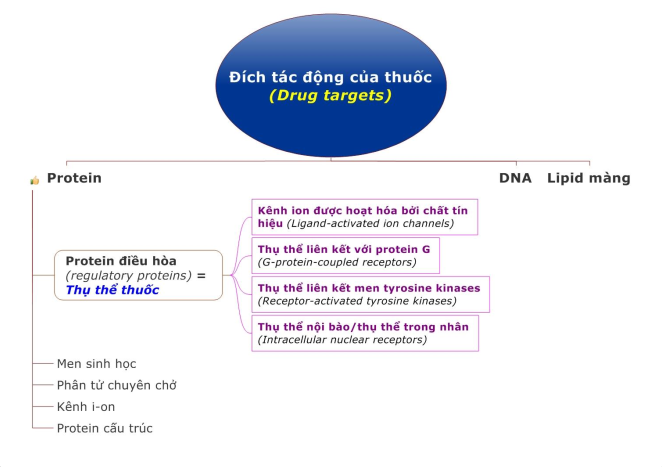 Đích tác động của thuốc
(Drug targets)
Protein
DNA
Lipid màng
Protein điều hòa
(regulatory proteins) =
Thụ thể thuốc
Kênh ion được hoạt hóa bởi chất tín
hiệu (Ligand-activated ion channels)
Thụ thể liên kết với protein G
(G-protein-coupled receptors)
Thụ thể liên kết men tyrosine kinases
(Receptor-activated tyrosine kinases)
Thụ thể nội bào/thụ thể trong nhân
(Intracellular nuclear receptors)
Men sinh học
Phân tử chuyên chở
Kênh i-on
Protein cấu trúc